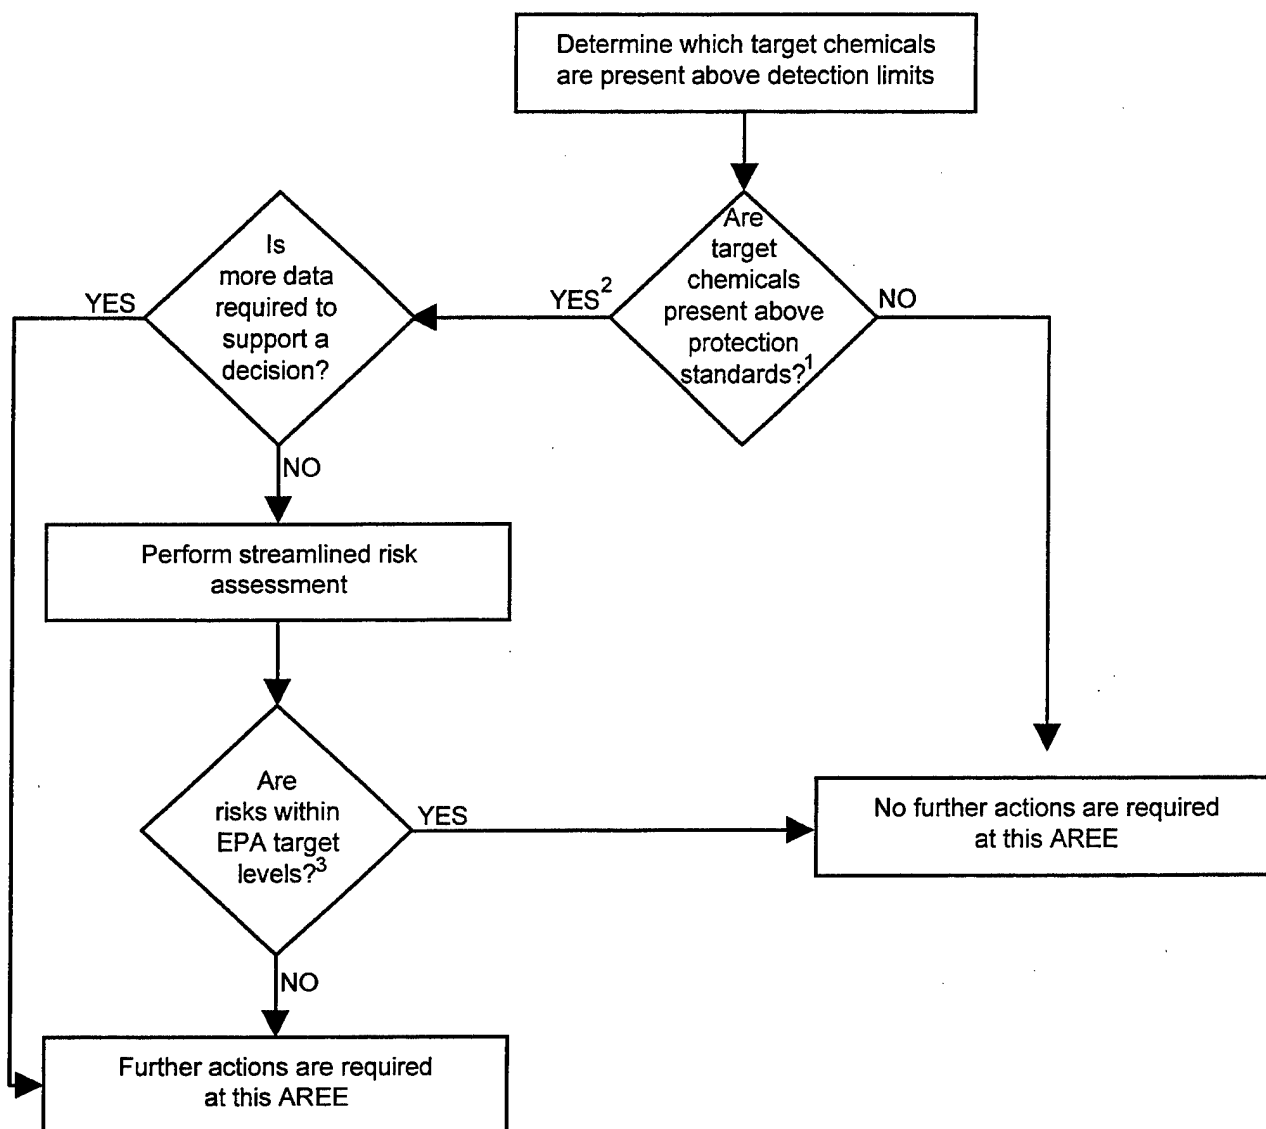 Determine which target chemicals
are present above detection limits
Are
target
chemicals
present above
protection
standards?¹
YES²
NO
Is
more data
required to
support a
decision?
YES
NO
Perform streamlined risk
assessment
Are
risks within
EPA target
levels?³
YES
NO
No further actions are required
at this AREE
Further actions are required
at this AREE